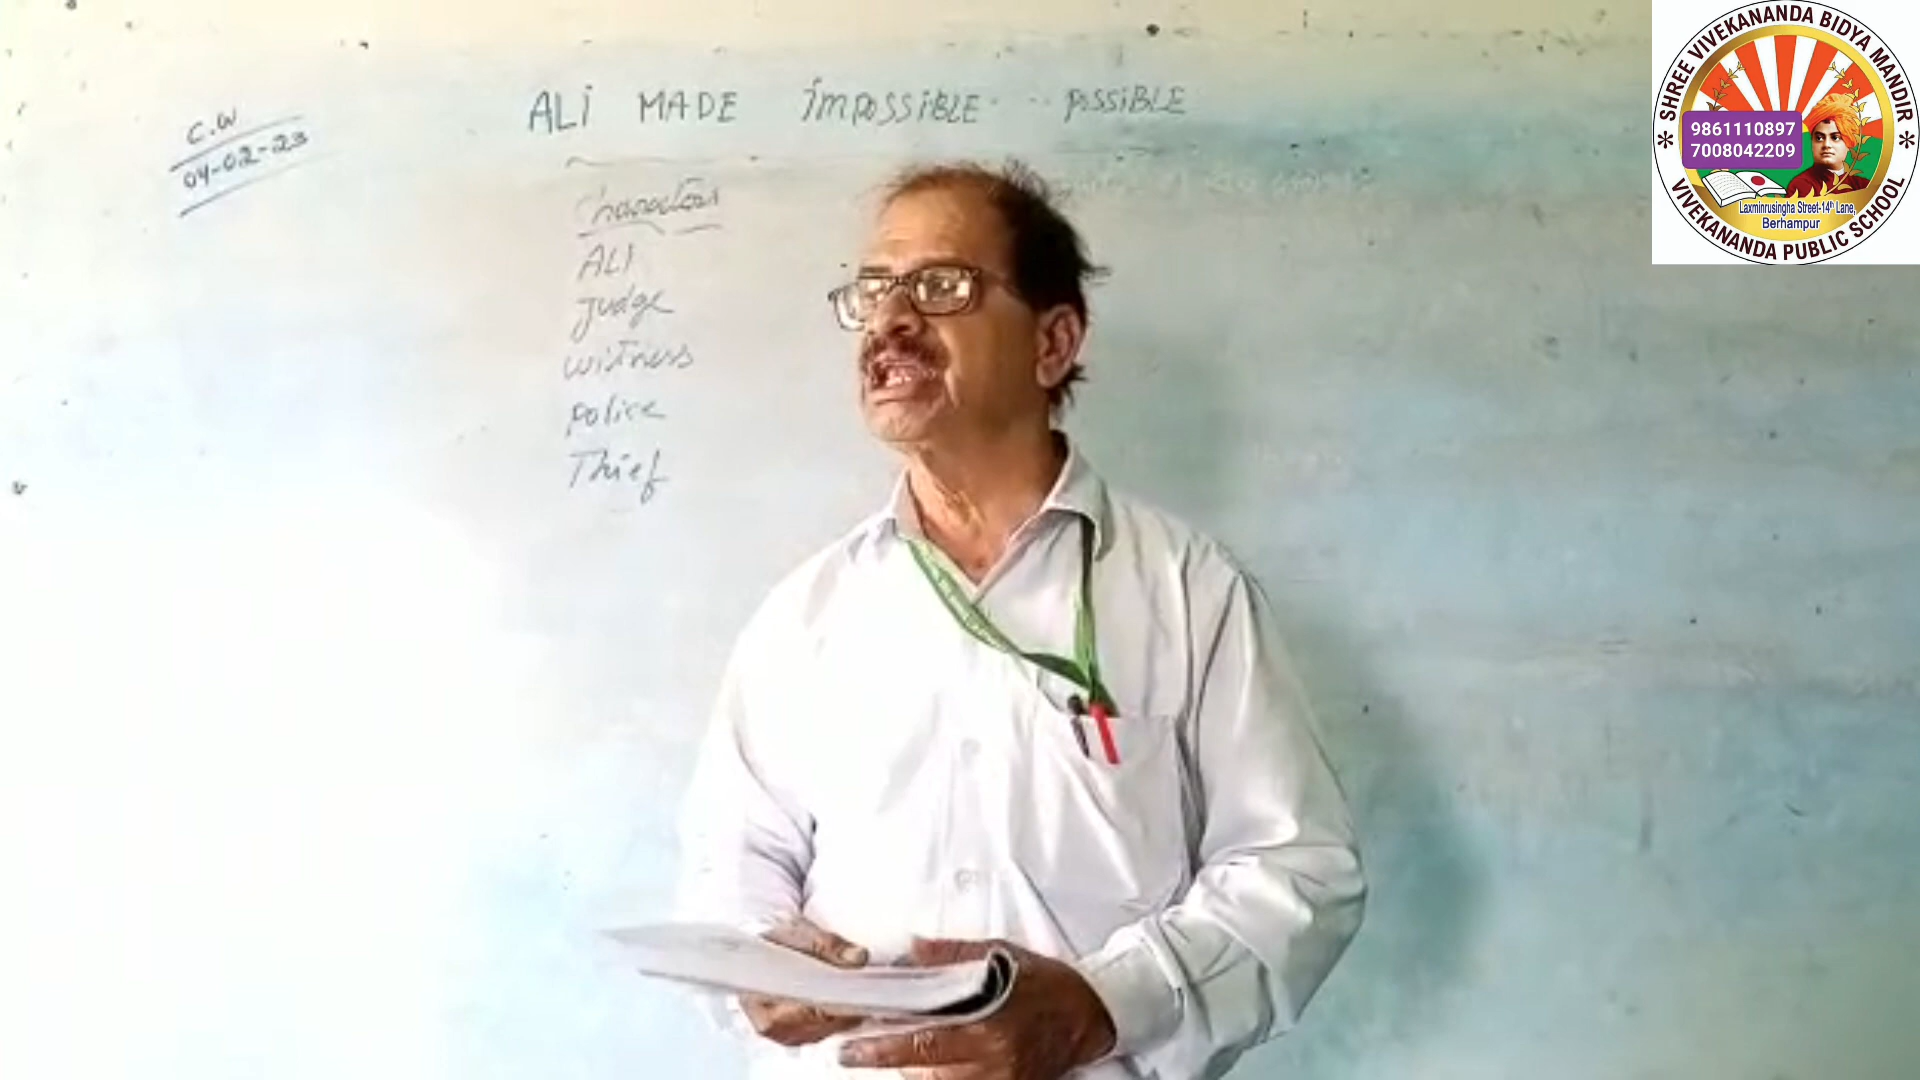 C.W
04-02-23
ALI MADE IMPOSSIBLE POSSIBLE
Characters
ALI
Judge
Witness
Police
Thief
SHREE VIVEKANANDA BIDYA MANDIR
9861110897
7008042209
Laxminrusingha Street-14th Lane,
Berhampur
VIVEKANANDA PUBLIC SCHOOL